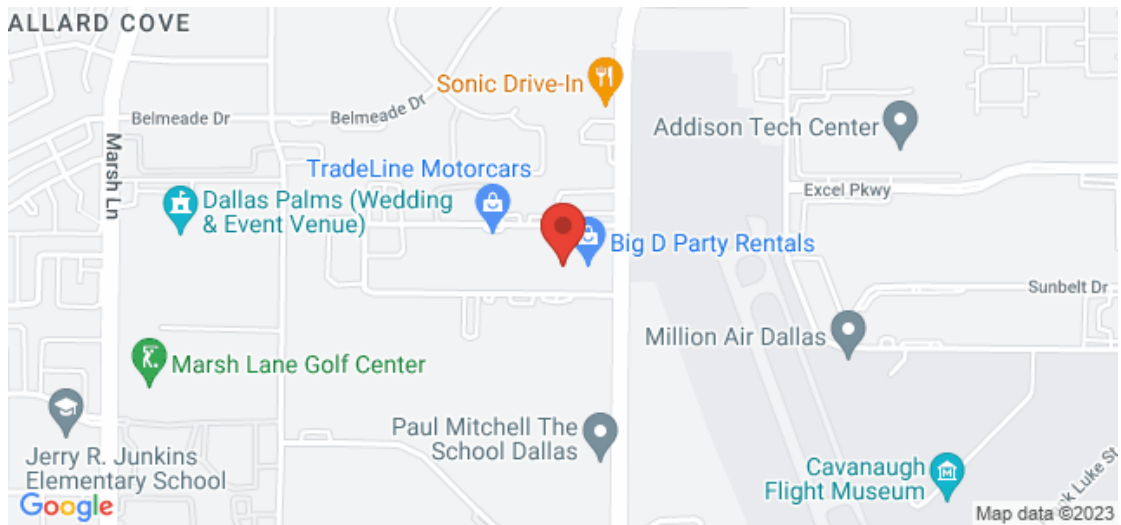 ALLARD COVE
Sonic Drive-In
Belmeade Dr
Belmeade Dr
Addison Tech Center
Marsh Ln
TradeLine Motorcars
Excel Pkwy
Dallas Palms (Wedding
& Event Venue)
Big D Party Rentals
Sunbelt Dr
Million Air Dallas
Marsh Lane Golf Center
Paul Mitchell The
School Dallas
Jerry R. Junkins
Elementary School
Cavanaugh
Flight Museum
k Luke St
Google
Map data ©2023